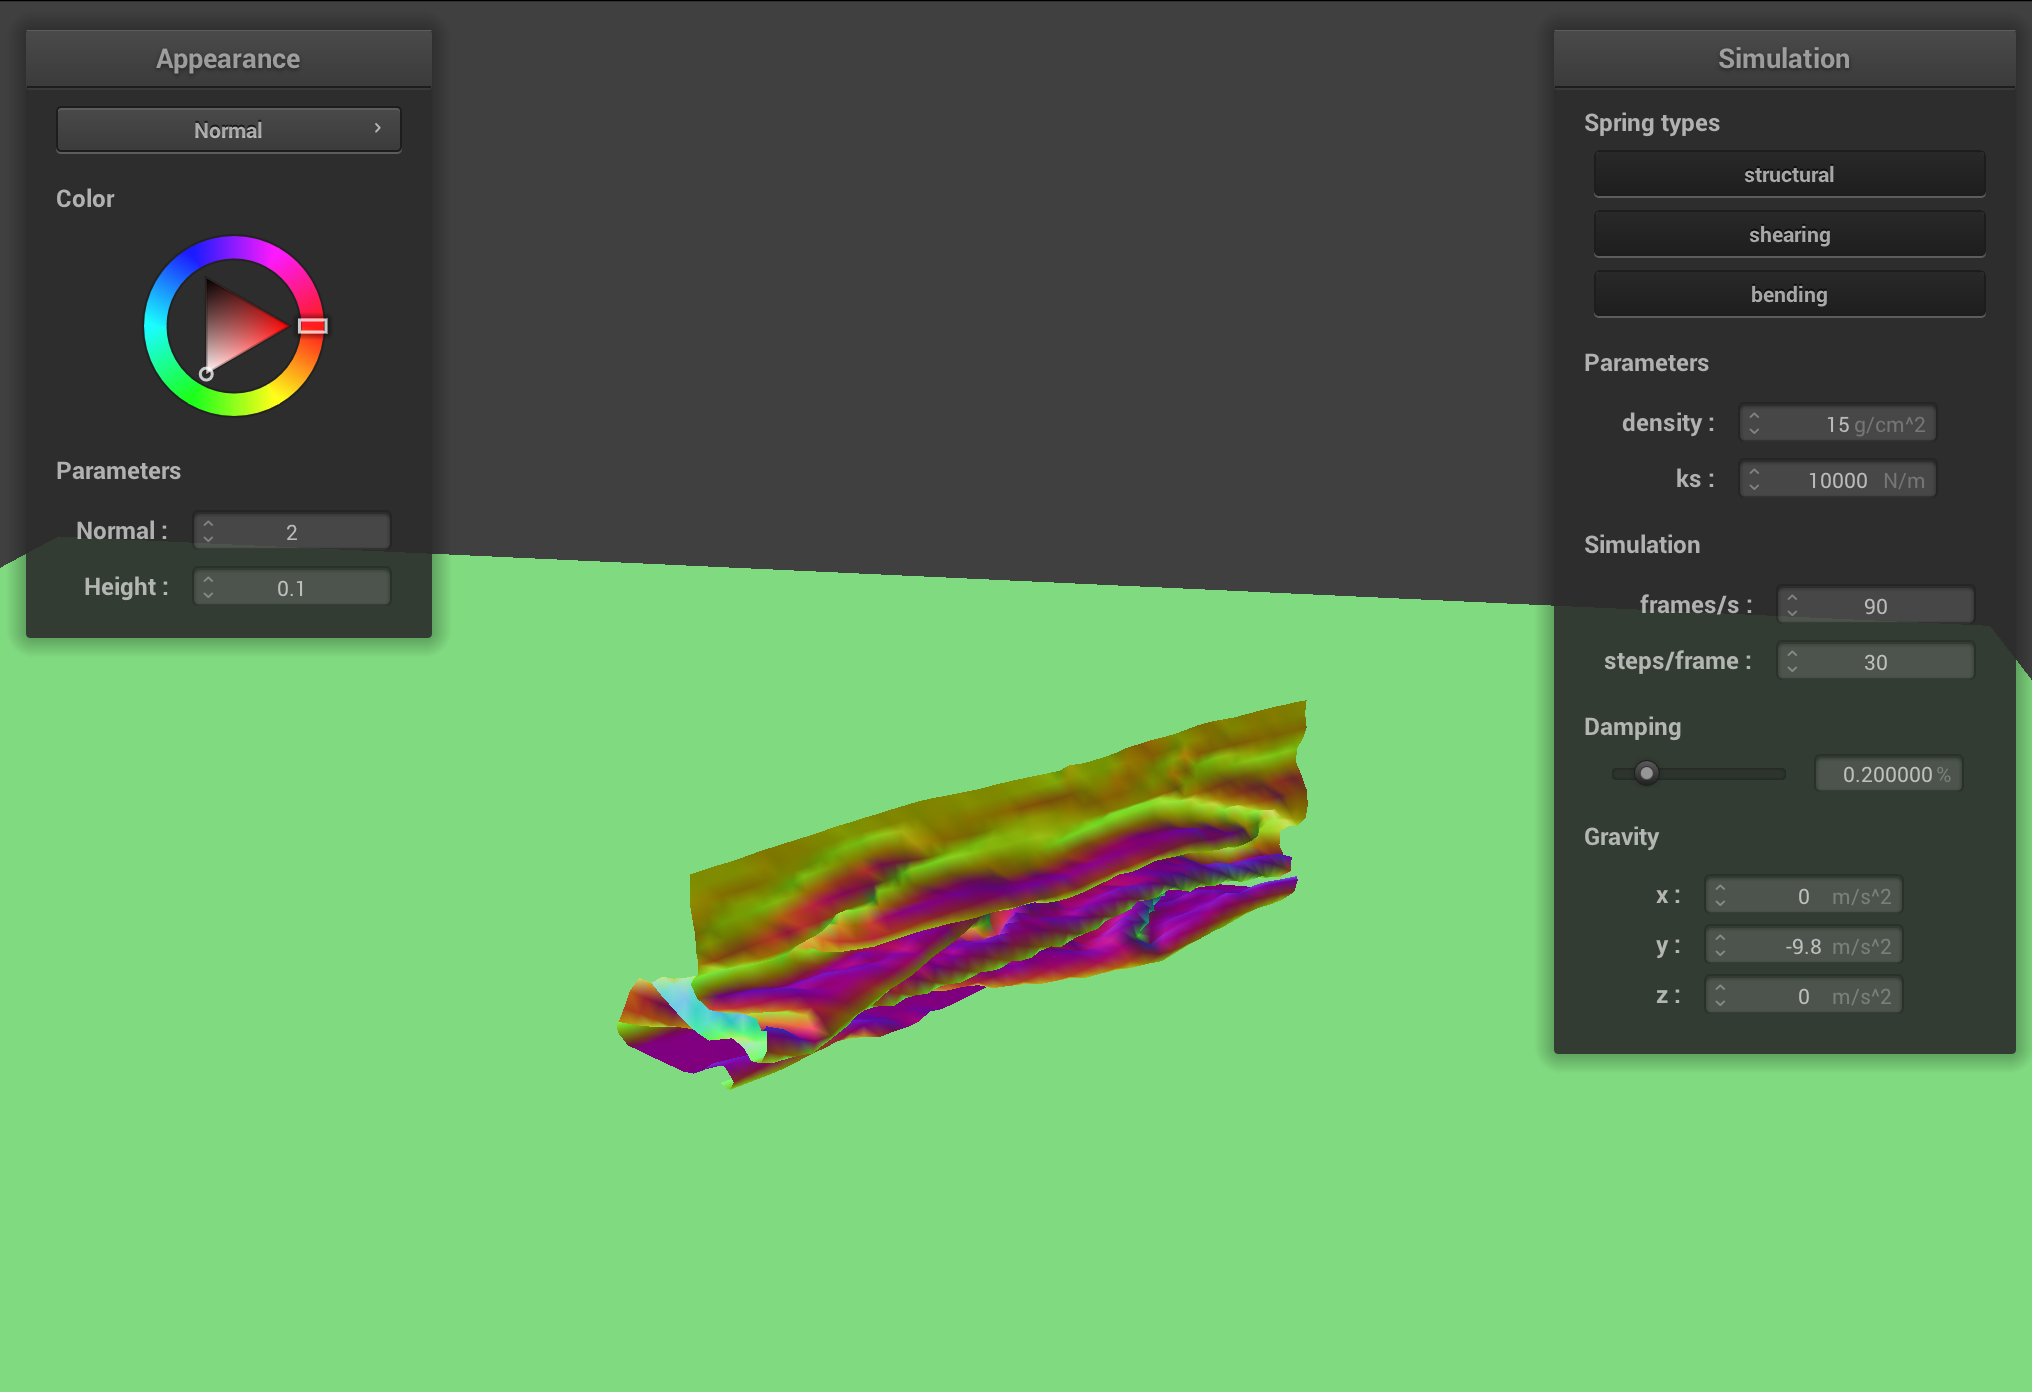 Appearance
Normal
Color
Parameters
Normal : 2
Height : 0.1
Simulation
Spring types
structural
shearing
bending
Parameters
density : 15 g/cm^2
ks : 10000 N/m
Simulation
frames/s : 90
steps/frame : 30
Damping
0.200000 %
Gravity
x : 0 m/s^2
y : -9.8 m/s^2
z : 0 m/s^2